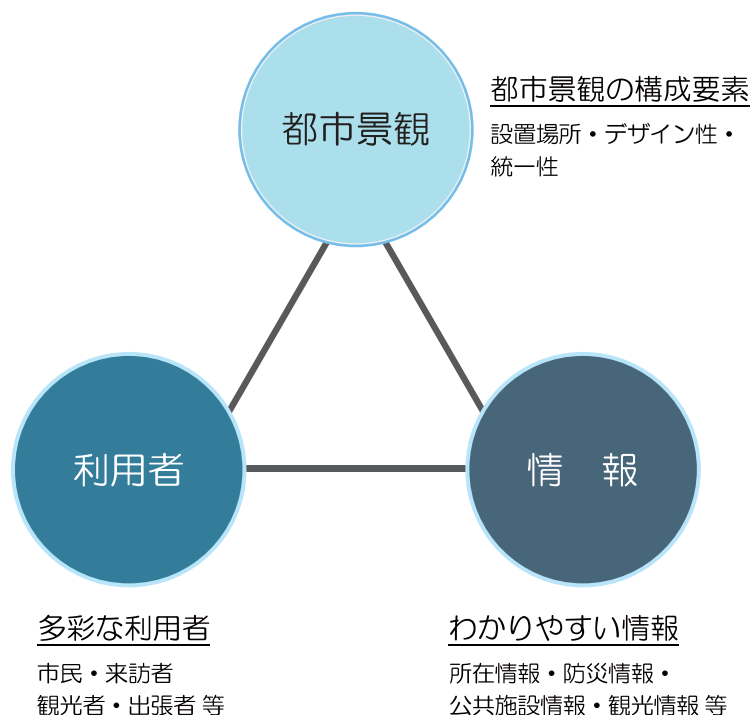 都市景観
都市景観の構成要素
設置場所・デザイン性・
統一性
利用者
情　報
多彩な利用者
市民・来訪者
観光者・出張者 等
わかりやすい情報
所在情報・防災情報・
公共施設情報・観光情報 等